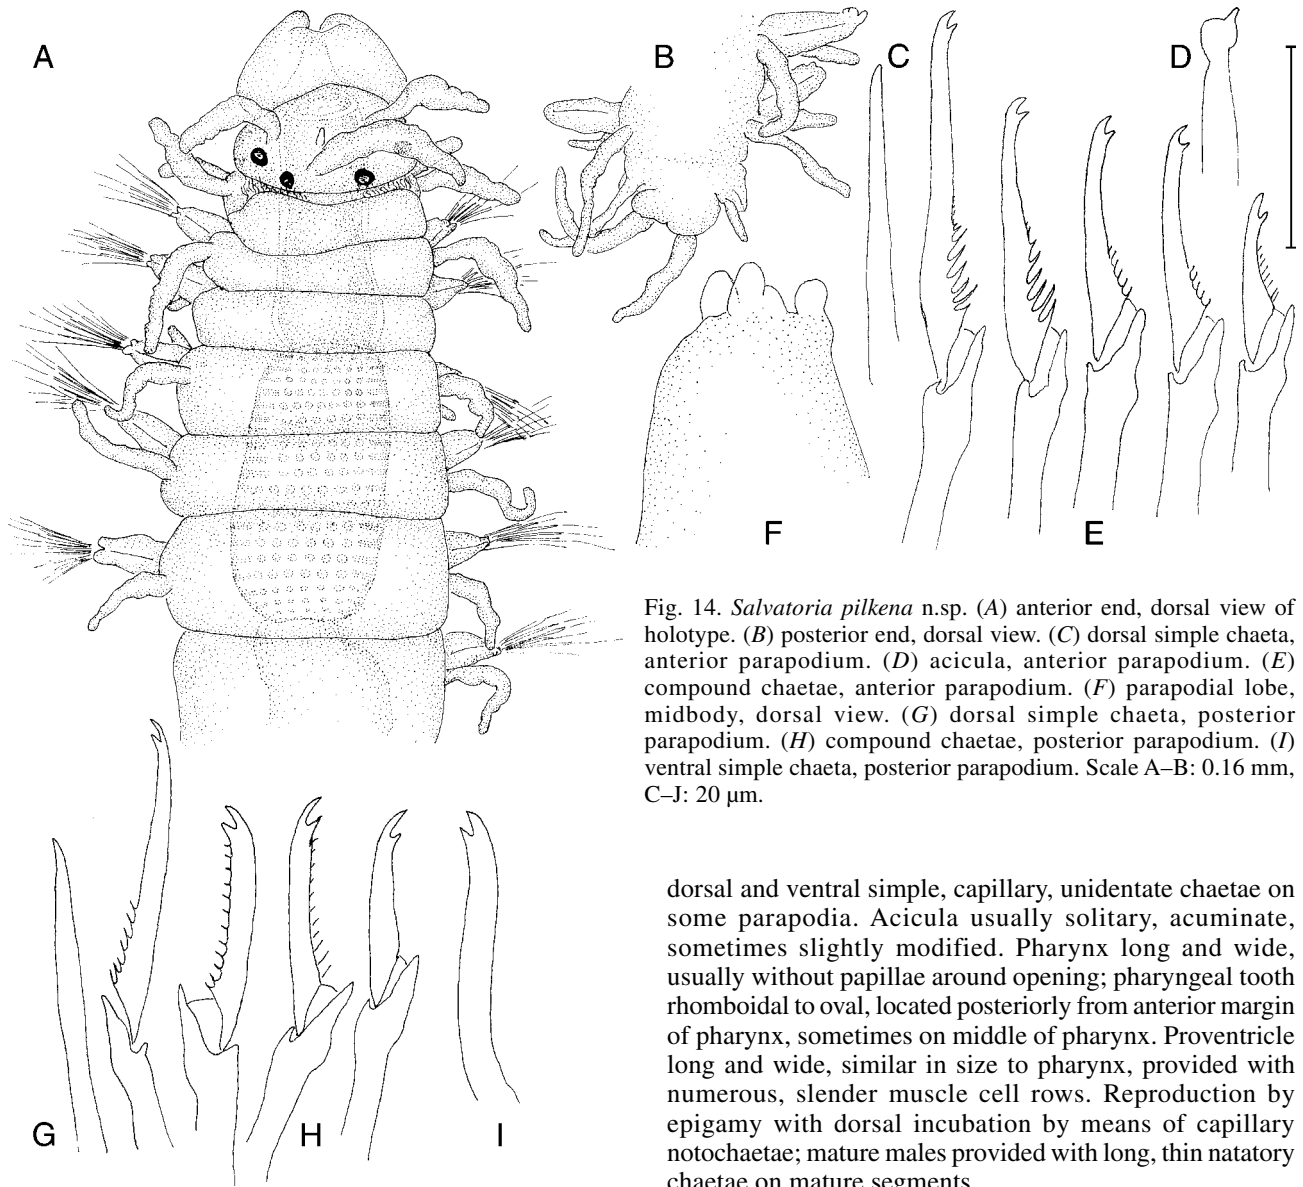 A
B
C
D
F
E
Fig. 14. Salvatoria pilkena n.sp. (A) anterior end, dorsal view of
holotype. (B) posterior end, dorsal view. (C) dorsal simple chaeta,
anterior parapodium. (D) acicula, anterior parapodium. (E)
compound chaetae, anterior parapodium. (F) parapodial lobe,
midbody, dorsal view. (G) dorsal simple chaeta, posterior
parapodium. (H) compound chaetae, posterior parapodium. (I)
ventral simple chaeta, posterior parapodium. Scale A–B: 0.16 mm,
C–J: 20 µm.
G
H
I
dorsal and ventral simple, capillary, unidentate chaetae on
some parapodia. Acicula usually solitary, acuminate,
sometimes slightly modified. Pharynx long and wide,
usually without papillae around opening; pharyngeal tooth
rhomboidal to oval, located posteriorly from anterior margin
of pharynx, sometimes on middle of pharynx. Proventricle
long and wide, similar in size to pharynx, provided with
numerous, slender muscle cell rows. Reproduction by
epigamy with dorsal incubation by means of capillary
notochaetae; mature males provided with long, thin natatory
chaetae on mature segments